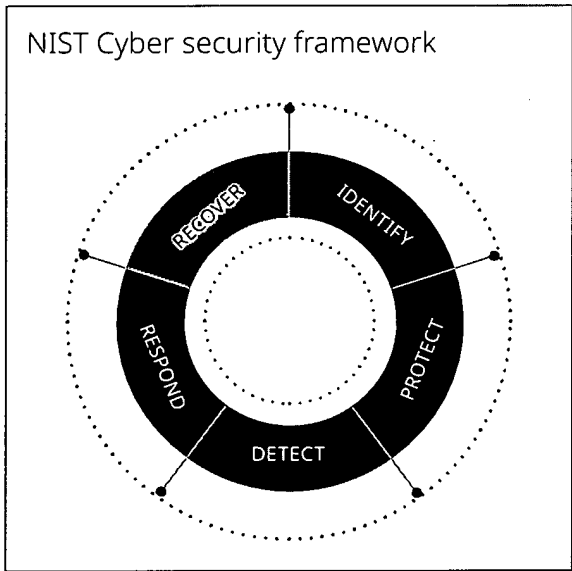 NIST Cyber security framework
IDENTIFY
PROTECT
DETECT
RESPOND
RECOVER